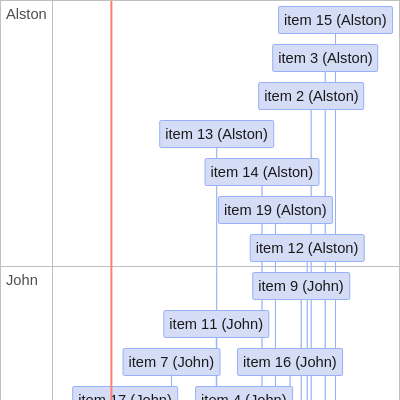 Alston
item 15 (Alston)
item 3 (Alston)
item 2 (Alston)
item 13 (Alston)
item 14 (Alston)
item 19 (Alston)
item 12 (Alston)
John
item 9 (John)
item 11 (John)
item 7 (John) item 16 (John)
item 17 (John) item 4 (John)